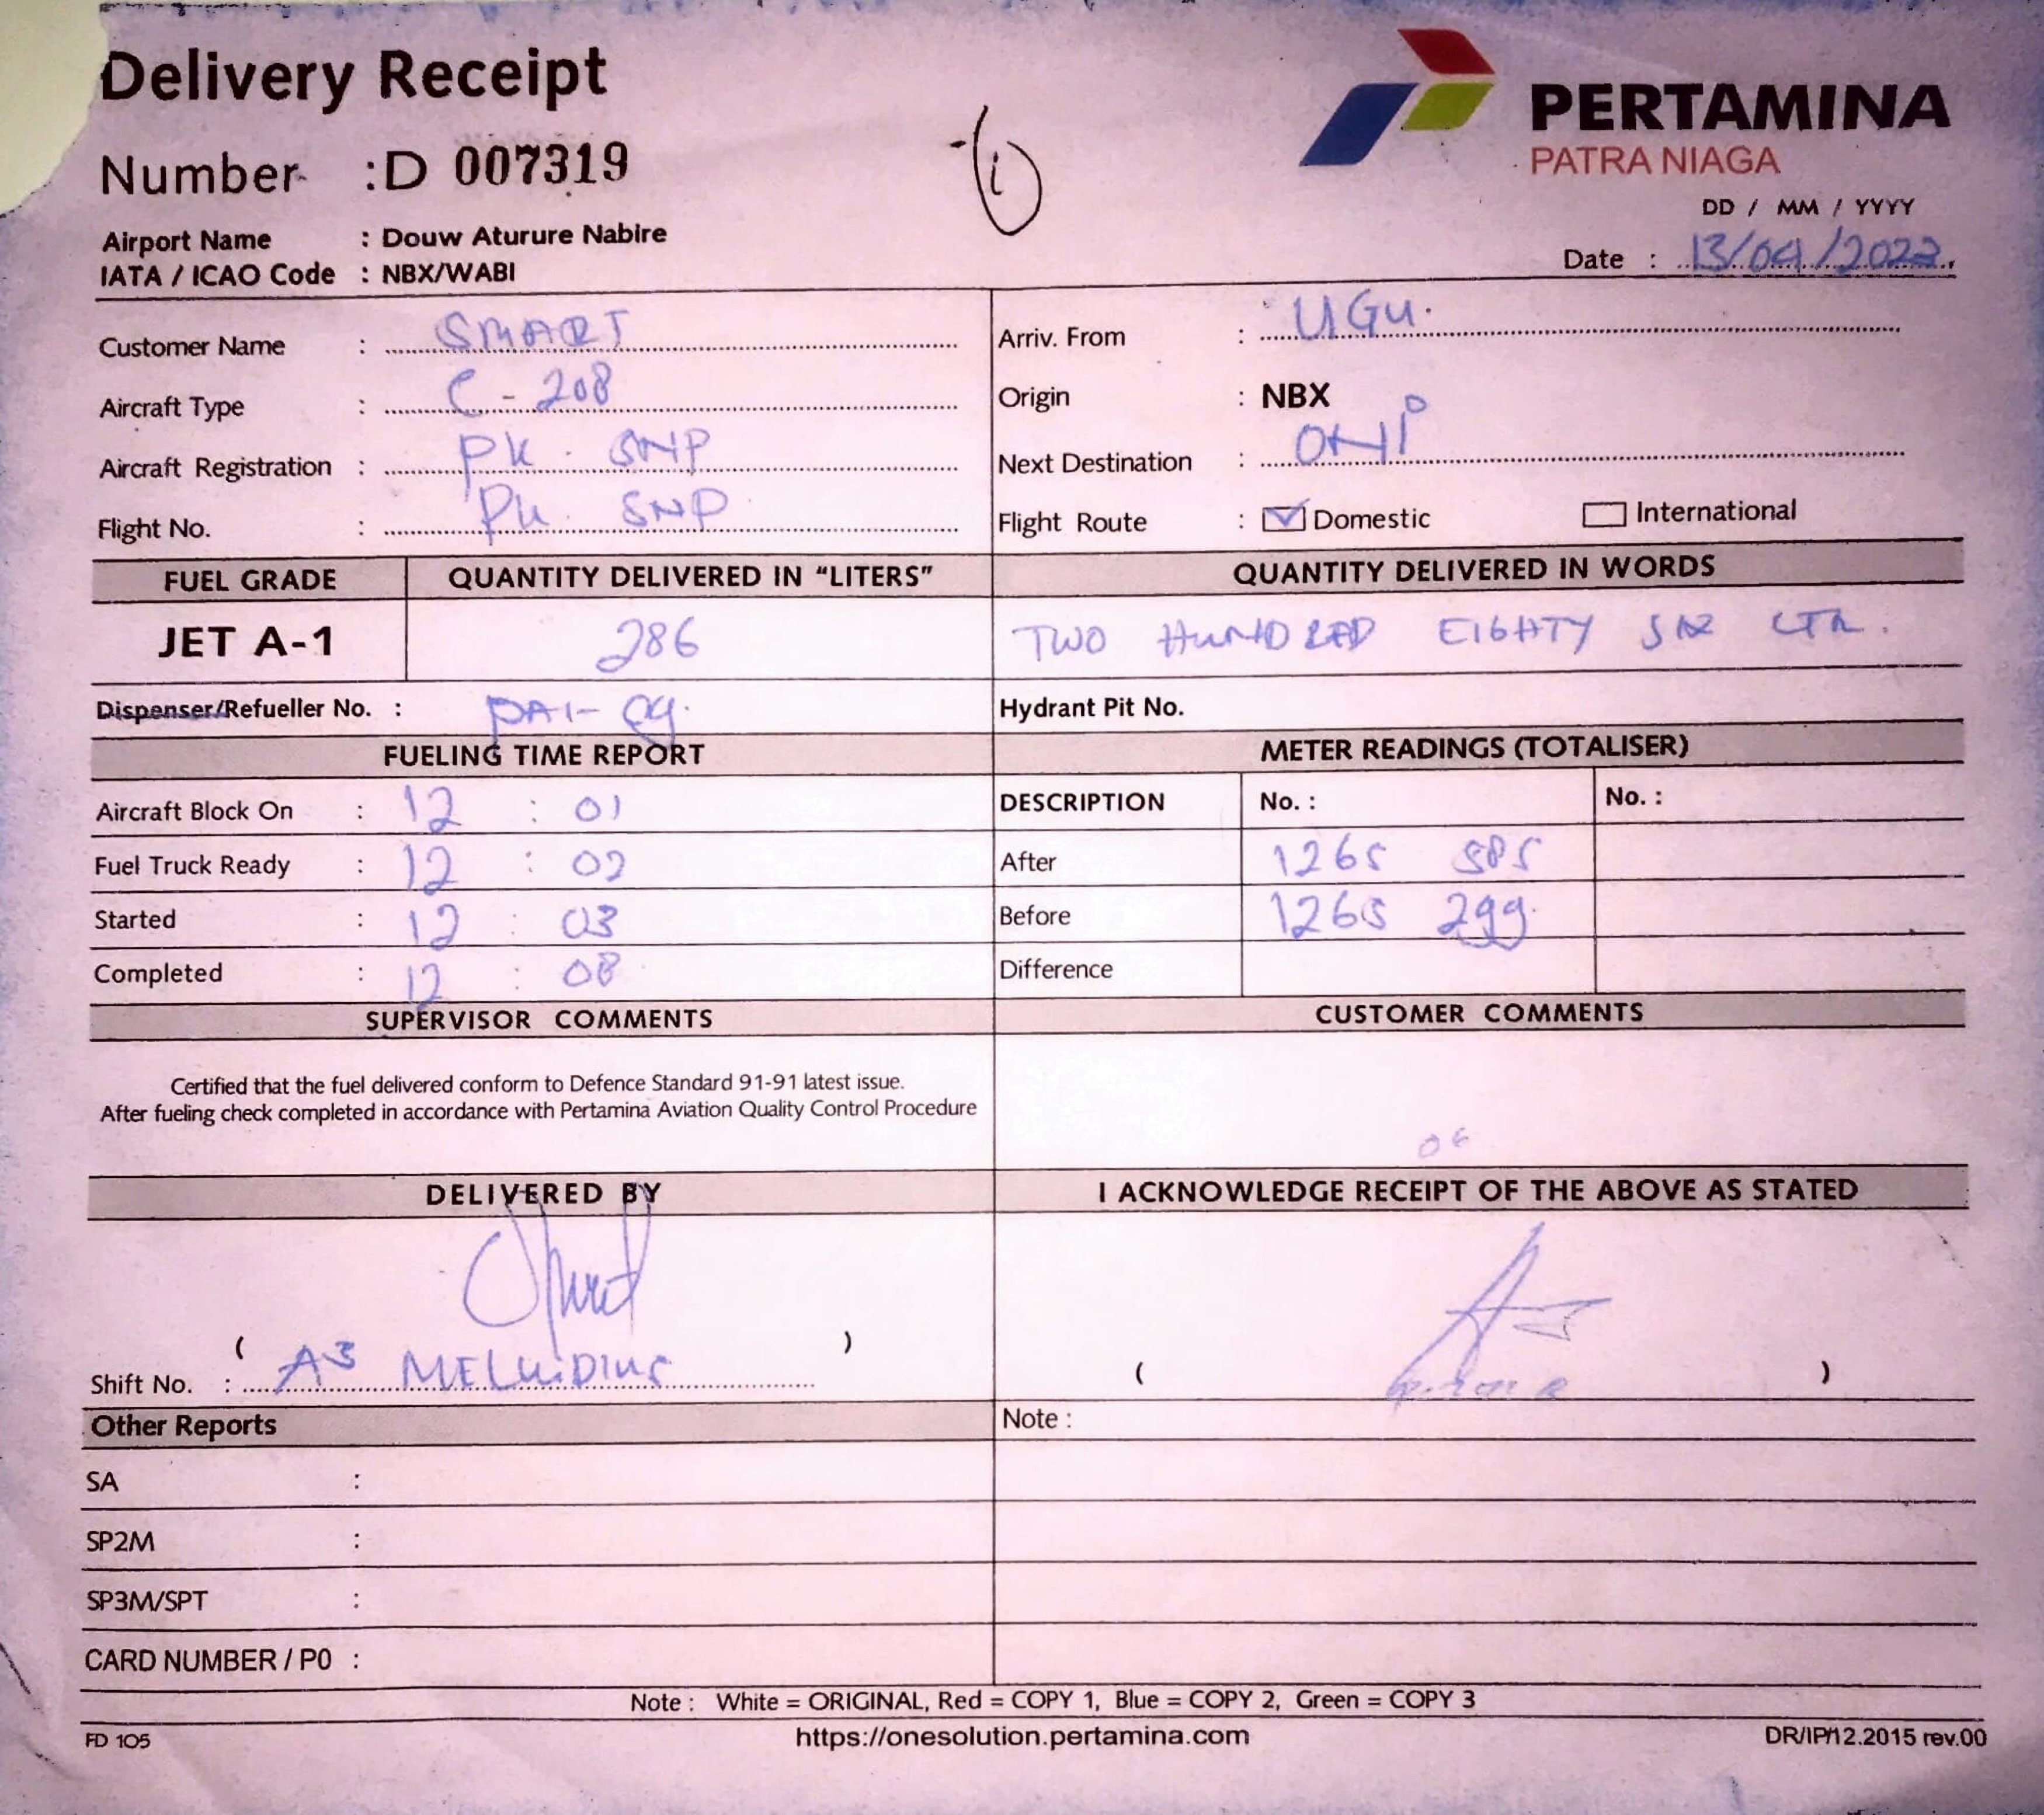 Delivery Receipt
Number :D 007319
PERTAMINA
PATRA NIAGA
Airport Name : Douw Aturure Nabire
IATA / ICAO Code : NBX/WABI
DD / MM / YYYY
Date : 13/04/2022
Customer Name : SMART
Arriv. From : UGU.
Aircraft Type : C - 208
Origin : NBX
Aircraft Registration : PK . SNP
Next Destination : ONI
Flight No. : PK . SNP
Flight Route : Domestic International
FUEL GRADE QUANTITY DELIVERED IN “LITERS” QUANTITY DELIVERED IN WORDS
JET A-1 286 TWO HUNDRED EIGHTY SIX LTR.
Dispenser/Refueller No. : Hydrant Pit No.
FUELING TIME REPORT METER READINGS (TOTALISER)
Aircraft Block On : 12 : 01 DESCRIPTION No. : No. :
Fuel Truck Ready : 12 : 02 After 1265 585
Started : 12 : 03 Before 1265 299
Completed : 12 : 08 Difference
SUPERVISOR COMMENTS CUSTOMER COMMENTS
Certified that the fuel delivered conform to Defence Standard 91-91 latest issue.
After fueling check completed in accordance with Pertamina Aviation Quality Control Procedure
DELIVERED BY I ACKNOWLEDGE RECEIPT OF THE ABOVE AS STATED
( ) ( )
Shift No. : A3
Other Reports Note :
SA :
SP2M :
SP3M/SPT :
CARD NUMBER / P0 :
Note : White = ORIGINAL, Red = COPY 1, Blue = COPY 2, Green = COPY 3
FD 105 https://onesolution.pertamina.com DR/IP/12.2015 rev.00